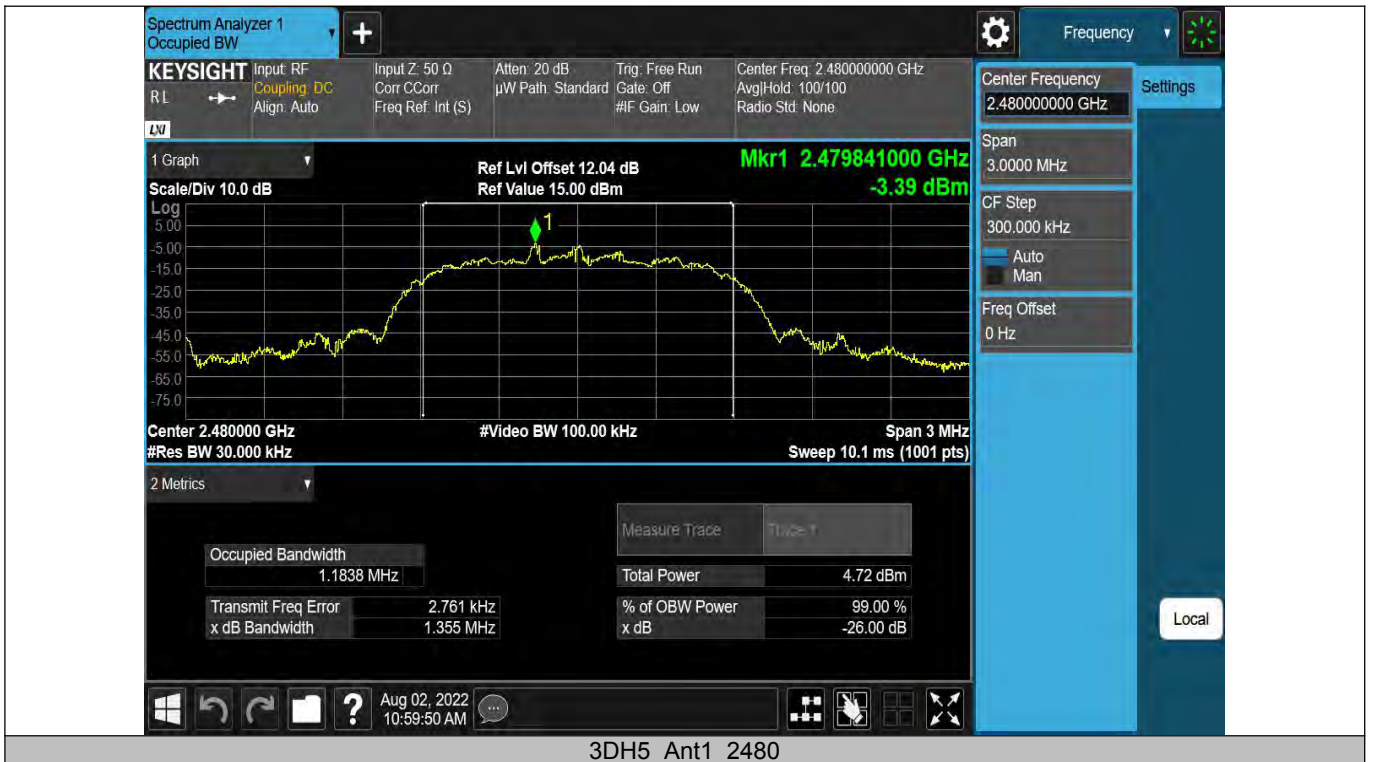 Spectrum Analyzer 1
Occupied BW
Frequency
KEYSIGHT
RL
LXI
Input: RF
Coupling: DC
Align: Auto
Input Z: 50 Ω
Corr CCorr
Freq Ref: Int (S)
Atten: 20 dB
µW Path: Standard
Trig: Free Run
Gate: Off
#IF Gain: Low
Center Freq: 2.480000000 GHz
Avg|Hold: 100/100
Radio Std: None
Center Frequency
2.480000000 GHz
Settings
Span
3.0000 MHz
CF Step
300.000 kHz
Auto
Man
Freq Offset
0 Hz
Local
1 Graph
Scale/Div 10.0 dB
Ref Lvl Offset 12.04 dB
Ref Value 15.00 dBm
Mkr1 2.479841000 GHz
-3.39 dBm
Log
5.00
-5.00
-15.0
-25.0
-35.0
-45.0
-55.0
-65.0
-75.0
1
Center 2.480000 GHz
#Res BW 30.000 kHz
#Video BW 100.00 kHz
Span 3 MHz
Sweep 10.1 ms (1001 pts)
2 Metrics
Measure Trace
Trace 1
Occupied Bandwidth
1.1838 MHz
Total Power
4.72 dBm
Transmit Freq Error
2.761 kHz
% of OBW Power
99.00 %
x dB Bandwidth
1.355 MHz
x dB
-26.00 dB
?
Aug 02, 2022
10:59:50 AM
3DH5_Ant1_2480